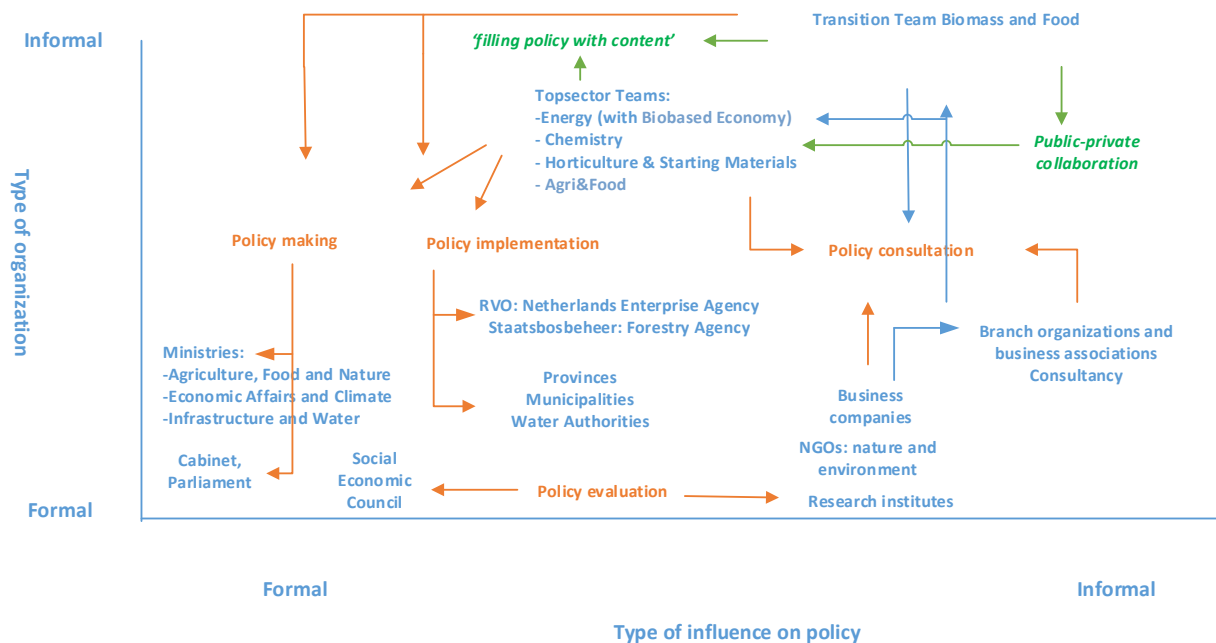 Transition Team Biomass and Food
Informal
'filling policy with content'
Topsector Teams:
-Energy (with Biobased Economy)
- Chemistry
- Horticulture & Starting Materials
- Agri&Food
Public-private
collaboration
Type of organization
Policy making
Policy implementation
Policy consultation
RVO: Netherlands Enterprise Agency
Staatsbosbeheer: Forestry Agency
Branch organizations and
business associations
Consultancy
Ministries:
-Agriculture, Food and Nature
-Economic Affairs and Climate
-Infrastructure and Water
Provinces
Municipalities
Water Authorities
Business
companies
NGOs: nature and
environment
Cabinet,
Parliament
Social
Economic
Council
Policy evaluation
Research institutes
Formal
Formal
Informal
Type of influence on policy